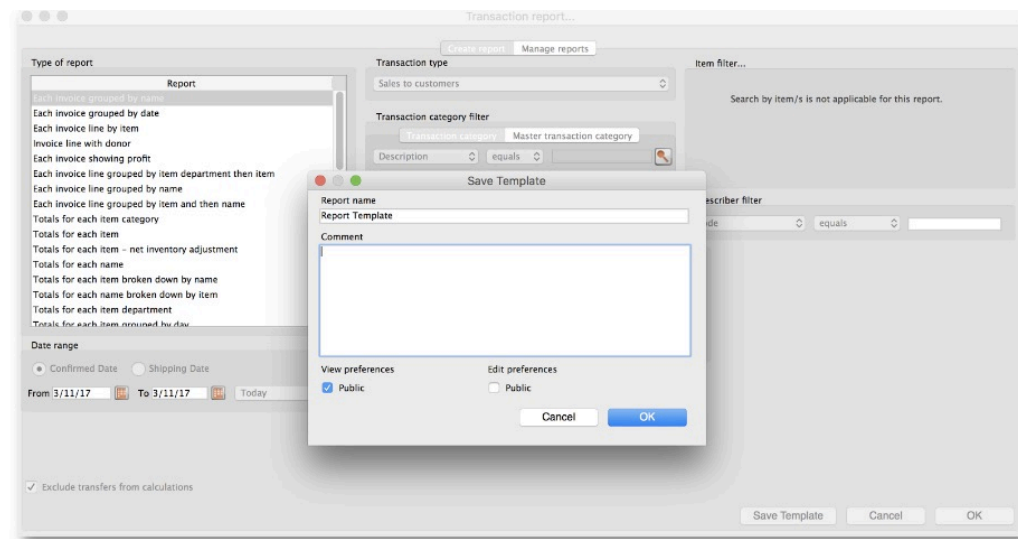 Transaction report...
Create report Manage reports
Type of report
Report
Each invoice grouped by name
Each invoice grouped by date
Each invoice line by item
Invoice line with donor
Each invoice showing profit
Each invoice line grouped by item department then item
Each invoice line grouped by name
Each invoice line grouped by item and then name
Totals for each item category
Totals for each item
Totals for each item - net inventory adjustment
Totals for each name
Totals for each item broken down by name
Totals for each name broken down by item
Totals for each item department
Totals for each item grouped by day
Date range
Confirmed Date Shipping Date
From 3/11/17 To 3/11/17 Today
Exclude transfers from calculations
Transaction type
Sales to customers
Transaction category filter
Transaction category Master transaction category
Description equals
Item filter...
Search by item/s is not applicable for this report.
escriber filter
ode equals
Save Template
Report name
Report Template
Comment
View preferences Edit preferences
Public Public
Cancel OK
Save Template Cancel OK